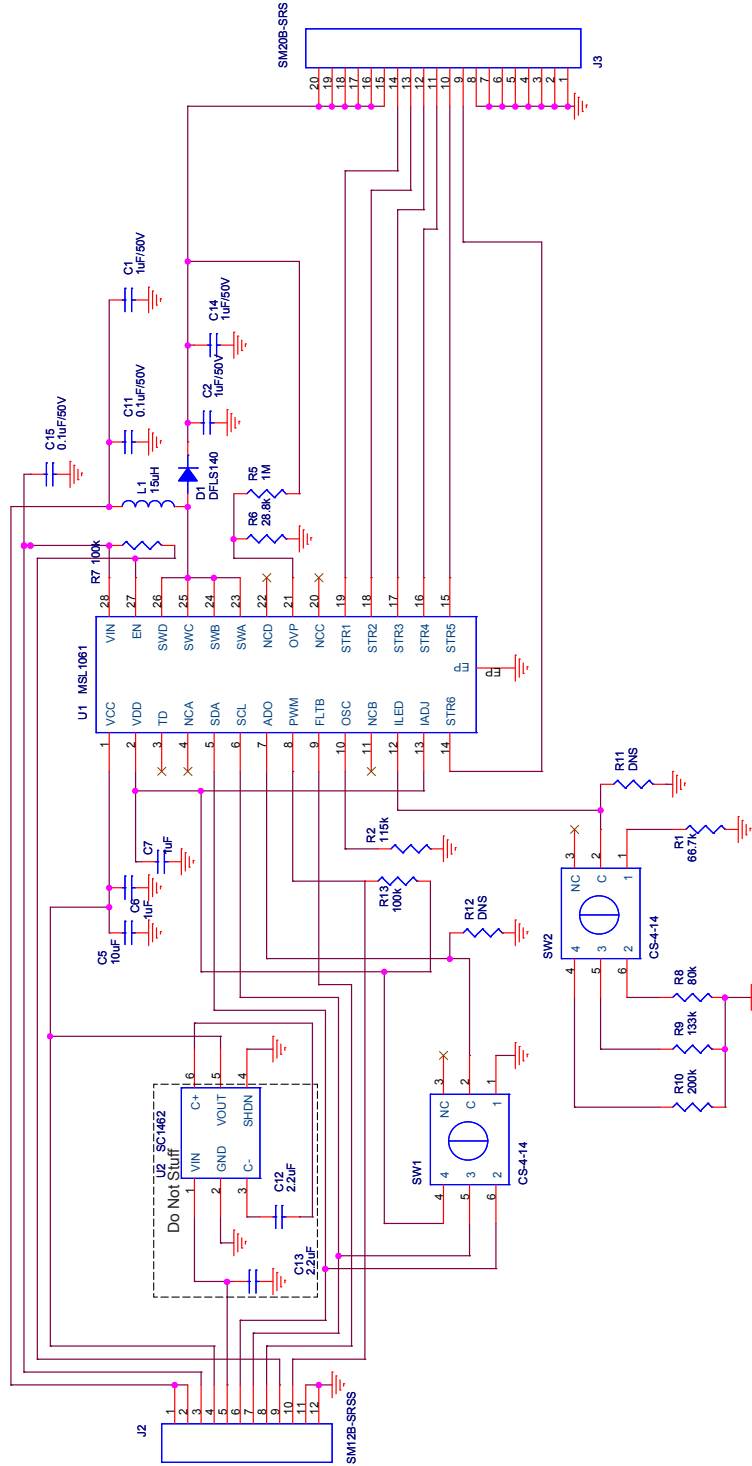 SM20B-SRS
J3
20
19
18
17
16
15
14
13
12
11
10
9
8
7
6
5
4
3
2
1
C1
1uF/50V
C11
0.1uF/50V
C15
0.1uF/50V
C14
1uF/50V
C2
1uF/50V
L1
15uH
D1
DFLS140
R5
1M
R6
28.8k
R7 100k
28
27
26
25
24
23
22
21
20
19
18
17
16
15
VIN
EN
SWD
SWC
SWB
SWA
NCD
OVP
NCC
STR1
STR2
STR3
STR4
STR5
EP
EP
U1 MSL1061
VCC
VDD
TD
NCA
SDA
SCL
ADO
PWM
FLTB
OSC
NCB
ILED
IADJ
STR6
1
2
3
4
5
6
7
8
9
10
11
12
13
14
C7
1uF
C6
1uF
C5
10uF
R2
115k
R13
100k
R12
DNS
R11
DNS
R1
66.7k
SW2
CS-4-14
NC
C
1
3
2
1
4
3
2
4
5
6
R8
80k
R9
133k
R10
200k
U2 SC1462
Do Not Stuff
VIN
GND
C-
C+
VOUT
SHDN
1
2
3
6
5
4
C12
2.2uF
C13
2.2uF
SW1
CS-4-14
NC
C
1
3
2
1
4
3
2
4
5
6
J2
1
2
3
4
5
6
7
8
9
10
11
12
SM12B-SRSS